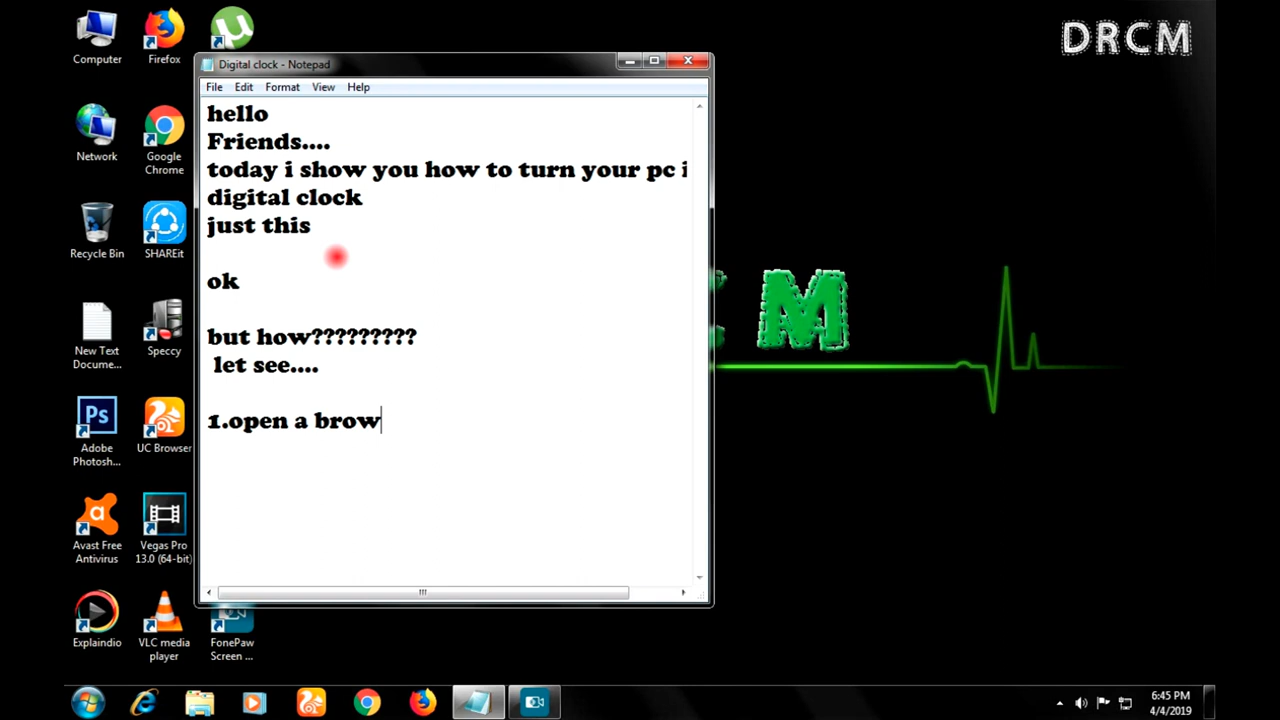 DRCM
Computer
Firefox
Digital clock - Notepad
File Edit Format View Help
hello
Friends....
today i show you how to turn your pc i
digital clock
just this
ok
but how?????????
let see....
1.open a brow
Network
Google
Chrome
Recycle Bin
SHAREit
New Text
Docume...
Speccy
Ps
Adobe
Photosh...
UC Browser
Avast Free
Antivirus
Vegas Pro
13.0 (64-bit)
Explaindio
VLC media
player
FonePaw
Screen ...
M
6:45 PM
4/4/2019